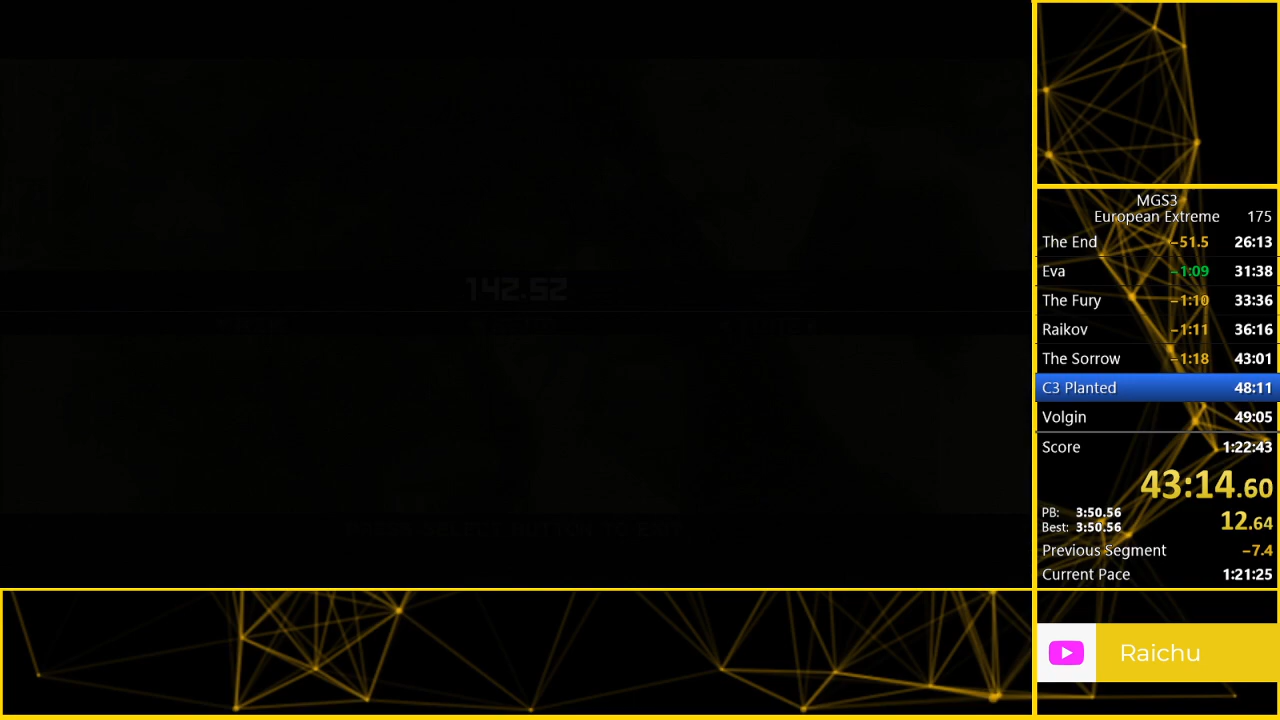 142.52
MGS3
European Extreme 175
The End -51.5 26:13
Eva -1:09 31:38
The Fury -1:10 33:36
Raikov -1:11 36:16
The Sorrow -1:18 43:01
C3 Planted 48:11
Volgin 49:05
Score 1:22:43
43:14.60
PB: 3:50.56
Best: 3:50.56
12.64
Previous Segment -7.4
Current Pace 1:21:25
Raichu